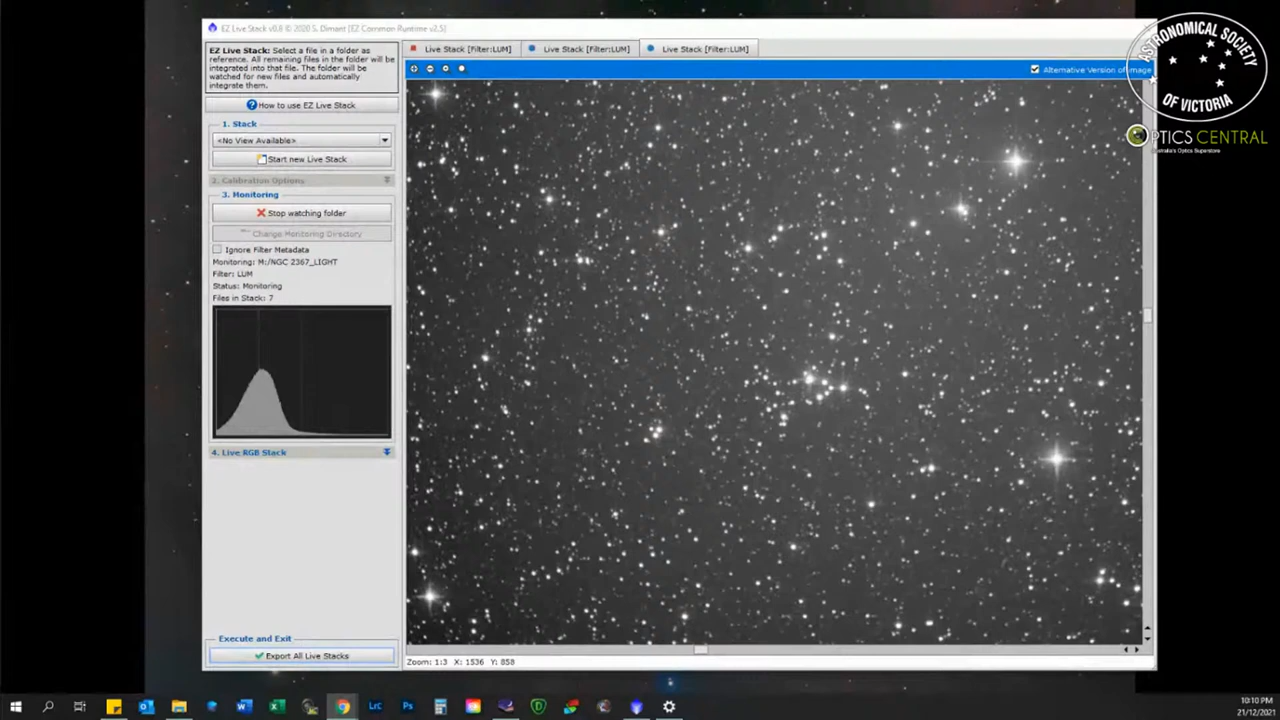 EZ Live Stack v0.8 © 2020 S. Dimant [EZ Common Runtime v2.5]
EZ Live Stack: Select a file in a folder as
reference. All remaining files in the folder will be
integrated into that file. The folder will be
watched for new files and automatically
integrate them.
How to use EZ Live Stack
1. Stack
<No View Available>
Start new Live Stack
2. Calibration Options
3. Monitoring
Stop watching folder
Change Monitoring Directory
Ignore Filter Metadata
Monitoring: M:/NGC 2367_LIGHT
Filter: LUM
Status: Monitoring
Files in Stack: 7
4. Live RGB Stack
Execute and Exit
Export All Live Stacks
Live Stack [Filter:LUM]
Live Stack [Filter:LUM]
Live Stack [Filter:LUM]
Alternative Version of Image
Zoom: 1:3 X: 1536 Y: 858
ASTRONOMICAL SOCIETY
OF VICTORIA
OPTICS CENTRAL
Australia's Optics Superstore
LrC
Ps
10:10 PM
21/12/2021